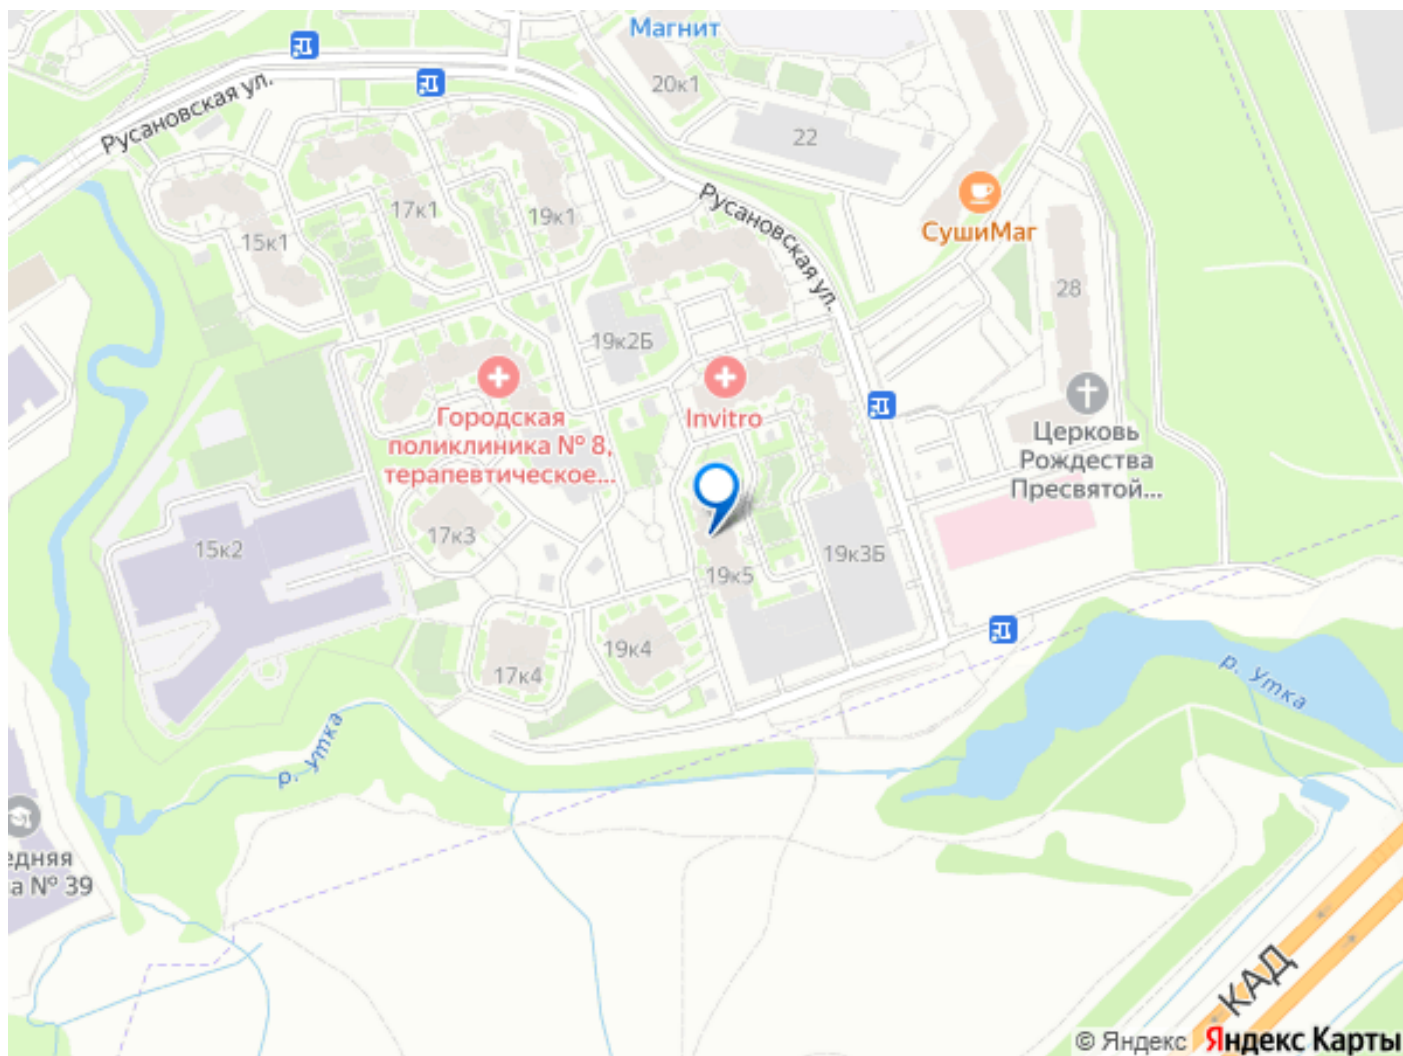 Магнит
20к1
22
Русановская ул.
17к1
19к1
15к1
Русановская ул.
СушиМаг
28
19к2Б
Invitro
Городская
поликлиника № 8,
терапевтическое...
Церковь
Рождества
Пресвятой...
17к3
15к2
19к5
19к3Б
19к4
17к4
р. Утка
р. Утка
едняя
а № 39
КАД
© Яндекс Яндекс Карты